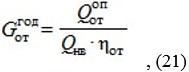 G_от^год = Q_от^оп / (Q_нв · η_от) , (21)